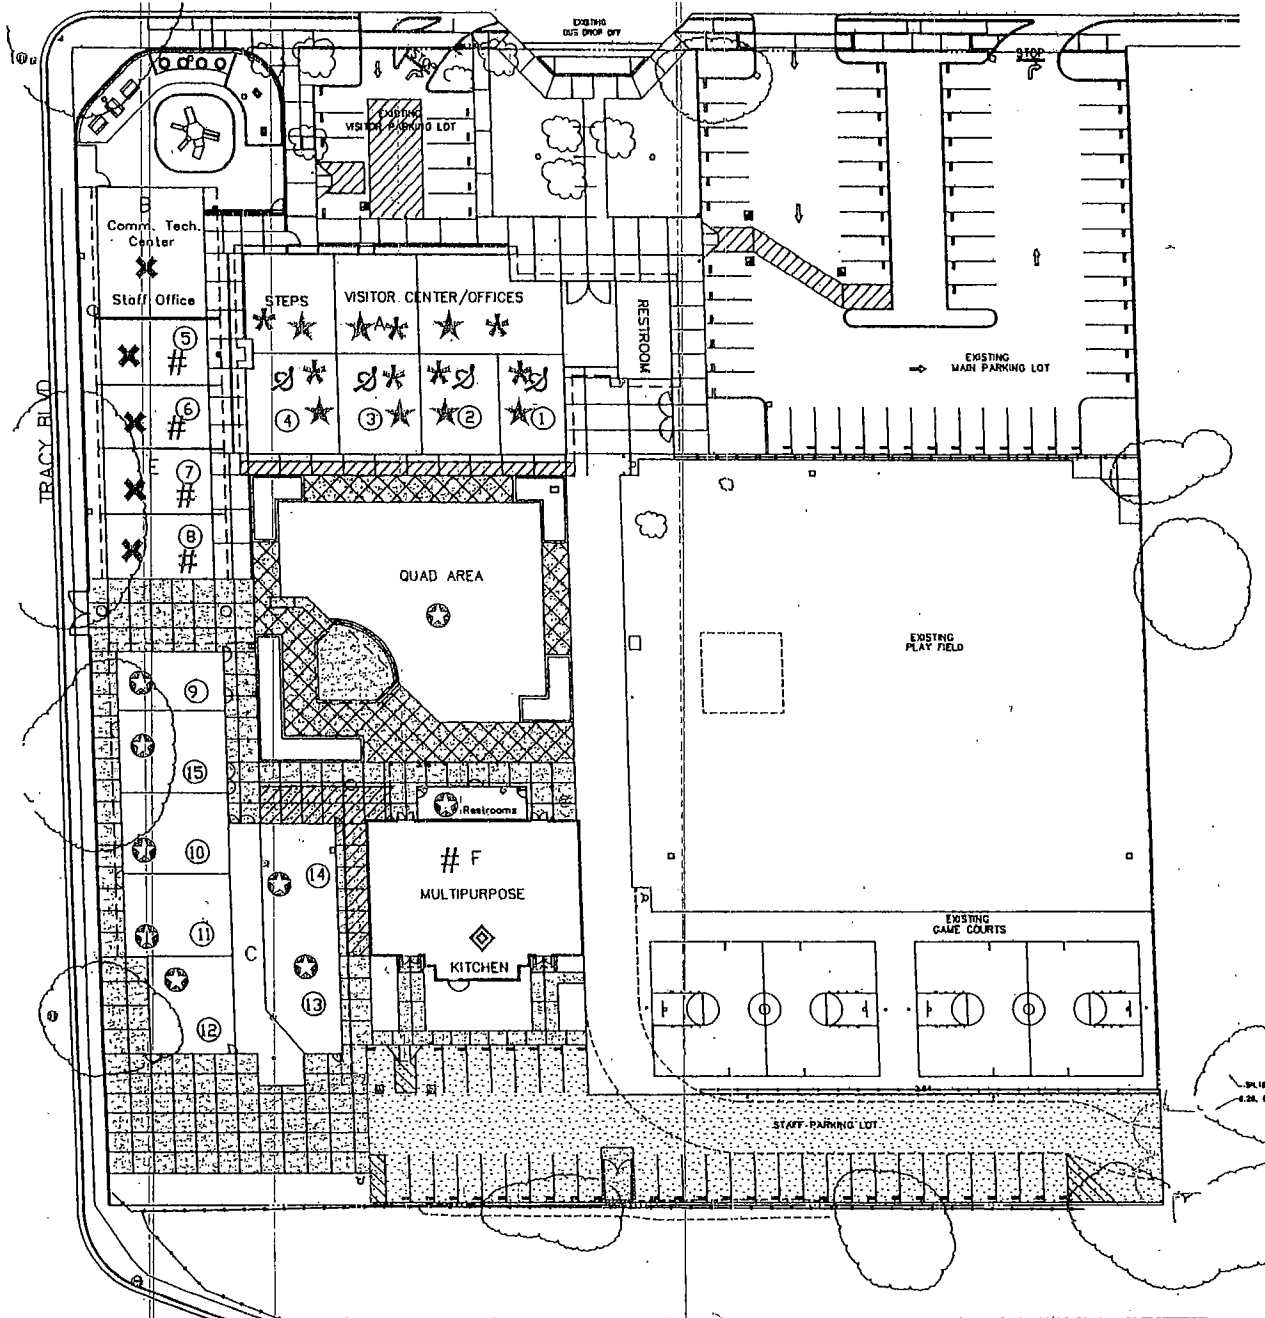 EXISTING
BUS DROP OFF
STOP
STOP
EXISTING
VISITOR PARKING LOT
B
Comm. Tech.
Center
Staff Office
STEPS
VISITOR CENTER/OFFICES
A
RESTROOM
EXISTING
MAIN PARKING LOT
TRACY BLVD
5
#
6
#
E
7
#
8
#
4
3
2
1
QUAD AREA
EXISTING
PLAY FIELD
9
15
10
11
12
C
14
13
Restrooms
# F
MULTIPURPOSE
KITCHEN
EXISTING
GAME COURTS
STAFF PARKING LOT